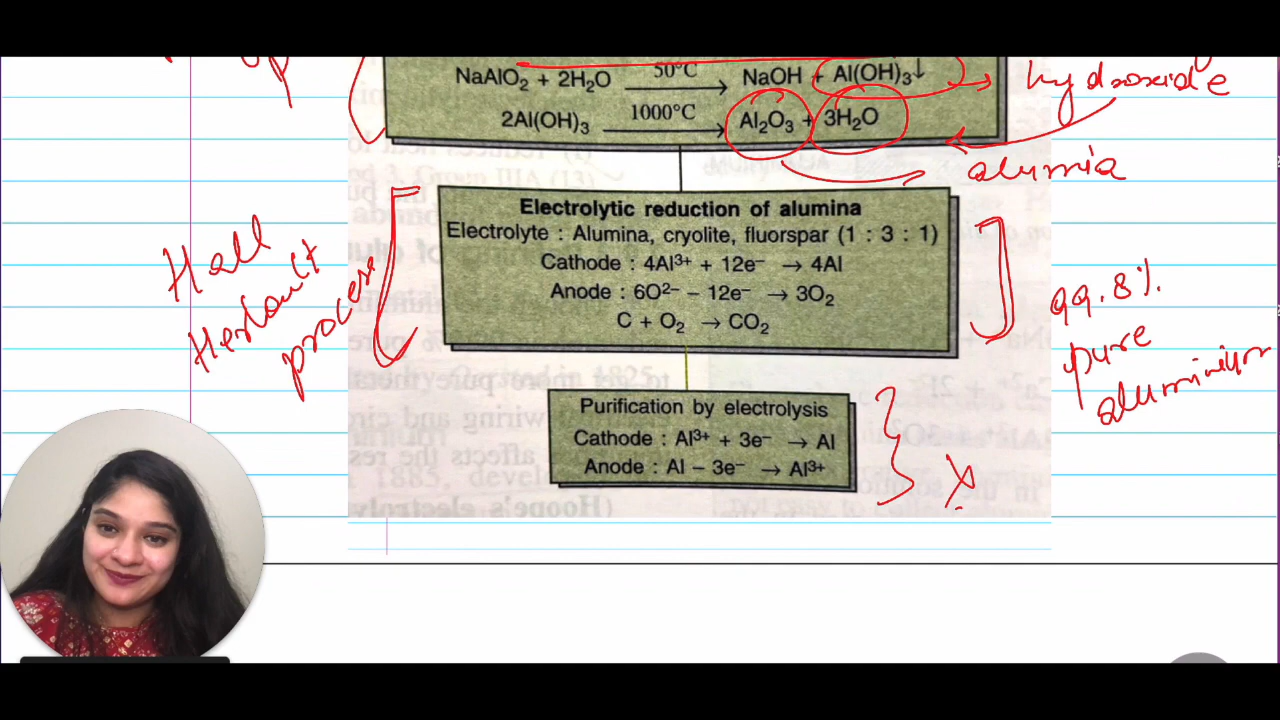 NaAlO₂ + 2H₂O 50°C → NaOH + Al(OH)₃↓
hydroxide
2Al(OH)₃ 1000°C → Al₂O₃ + 3H₂O
alumia
Electrolytic reduction of alumina
Electrolyte : Alumina, cryolite, fluorspar (1 : 3 : 1)
Cathode : 4Al³⁺ + 12e⁻ → 4Al
Anode : 6O²⁻ – 12e⁻ → 3O₂
C + O₂ → CO₂
Hall
Heroult
process
99.8%
pure
aluminium
Purification by electrolysis
Cathode : Al³⁺ + 3e⁻ → Al
Anode : Al – 3e⁻ → Al³⁺